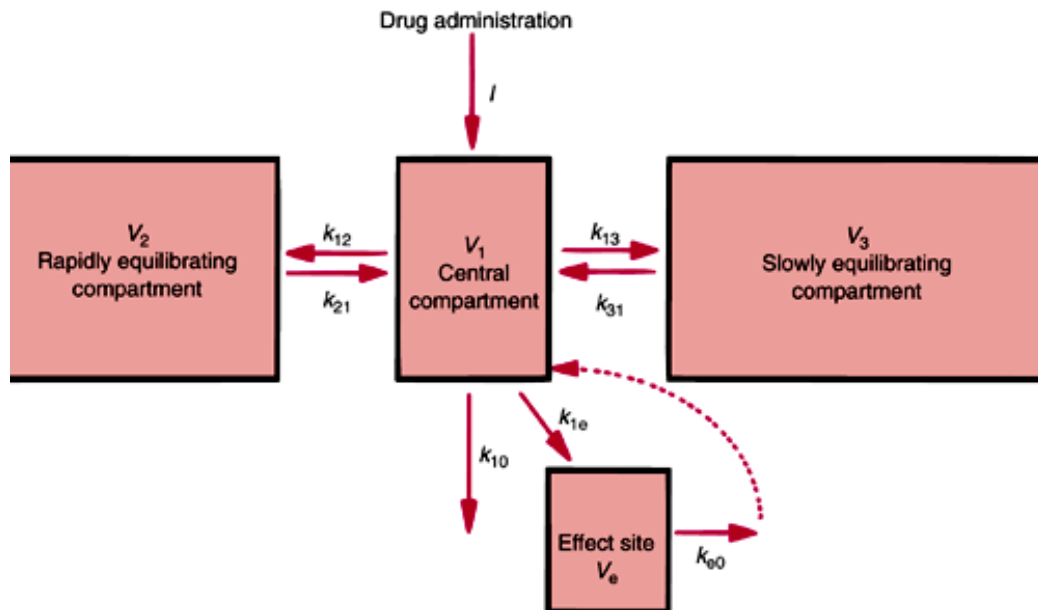 Drug administration
I
V₂
Rapidly equilibrating
compartment
k₁₂
k₂₁
V₁
Central
compartment
k₁₃
k₃₁
V₃
Slowly equilibrating
compartment
k₁₀
k₁ₑ
Effect site
Vₑ
kₑ₀